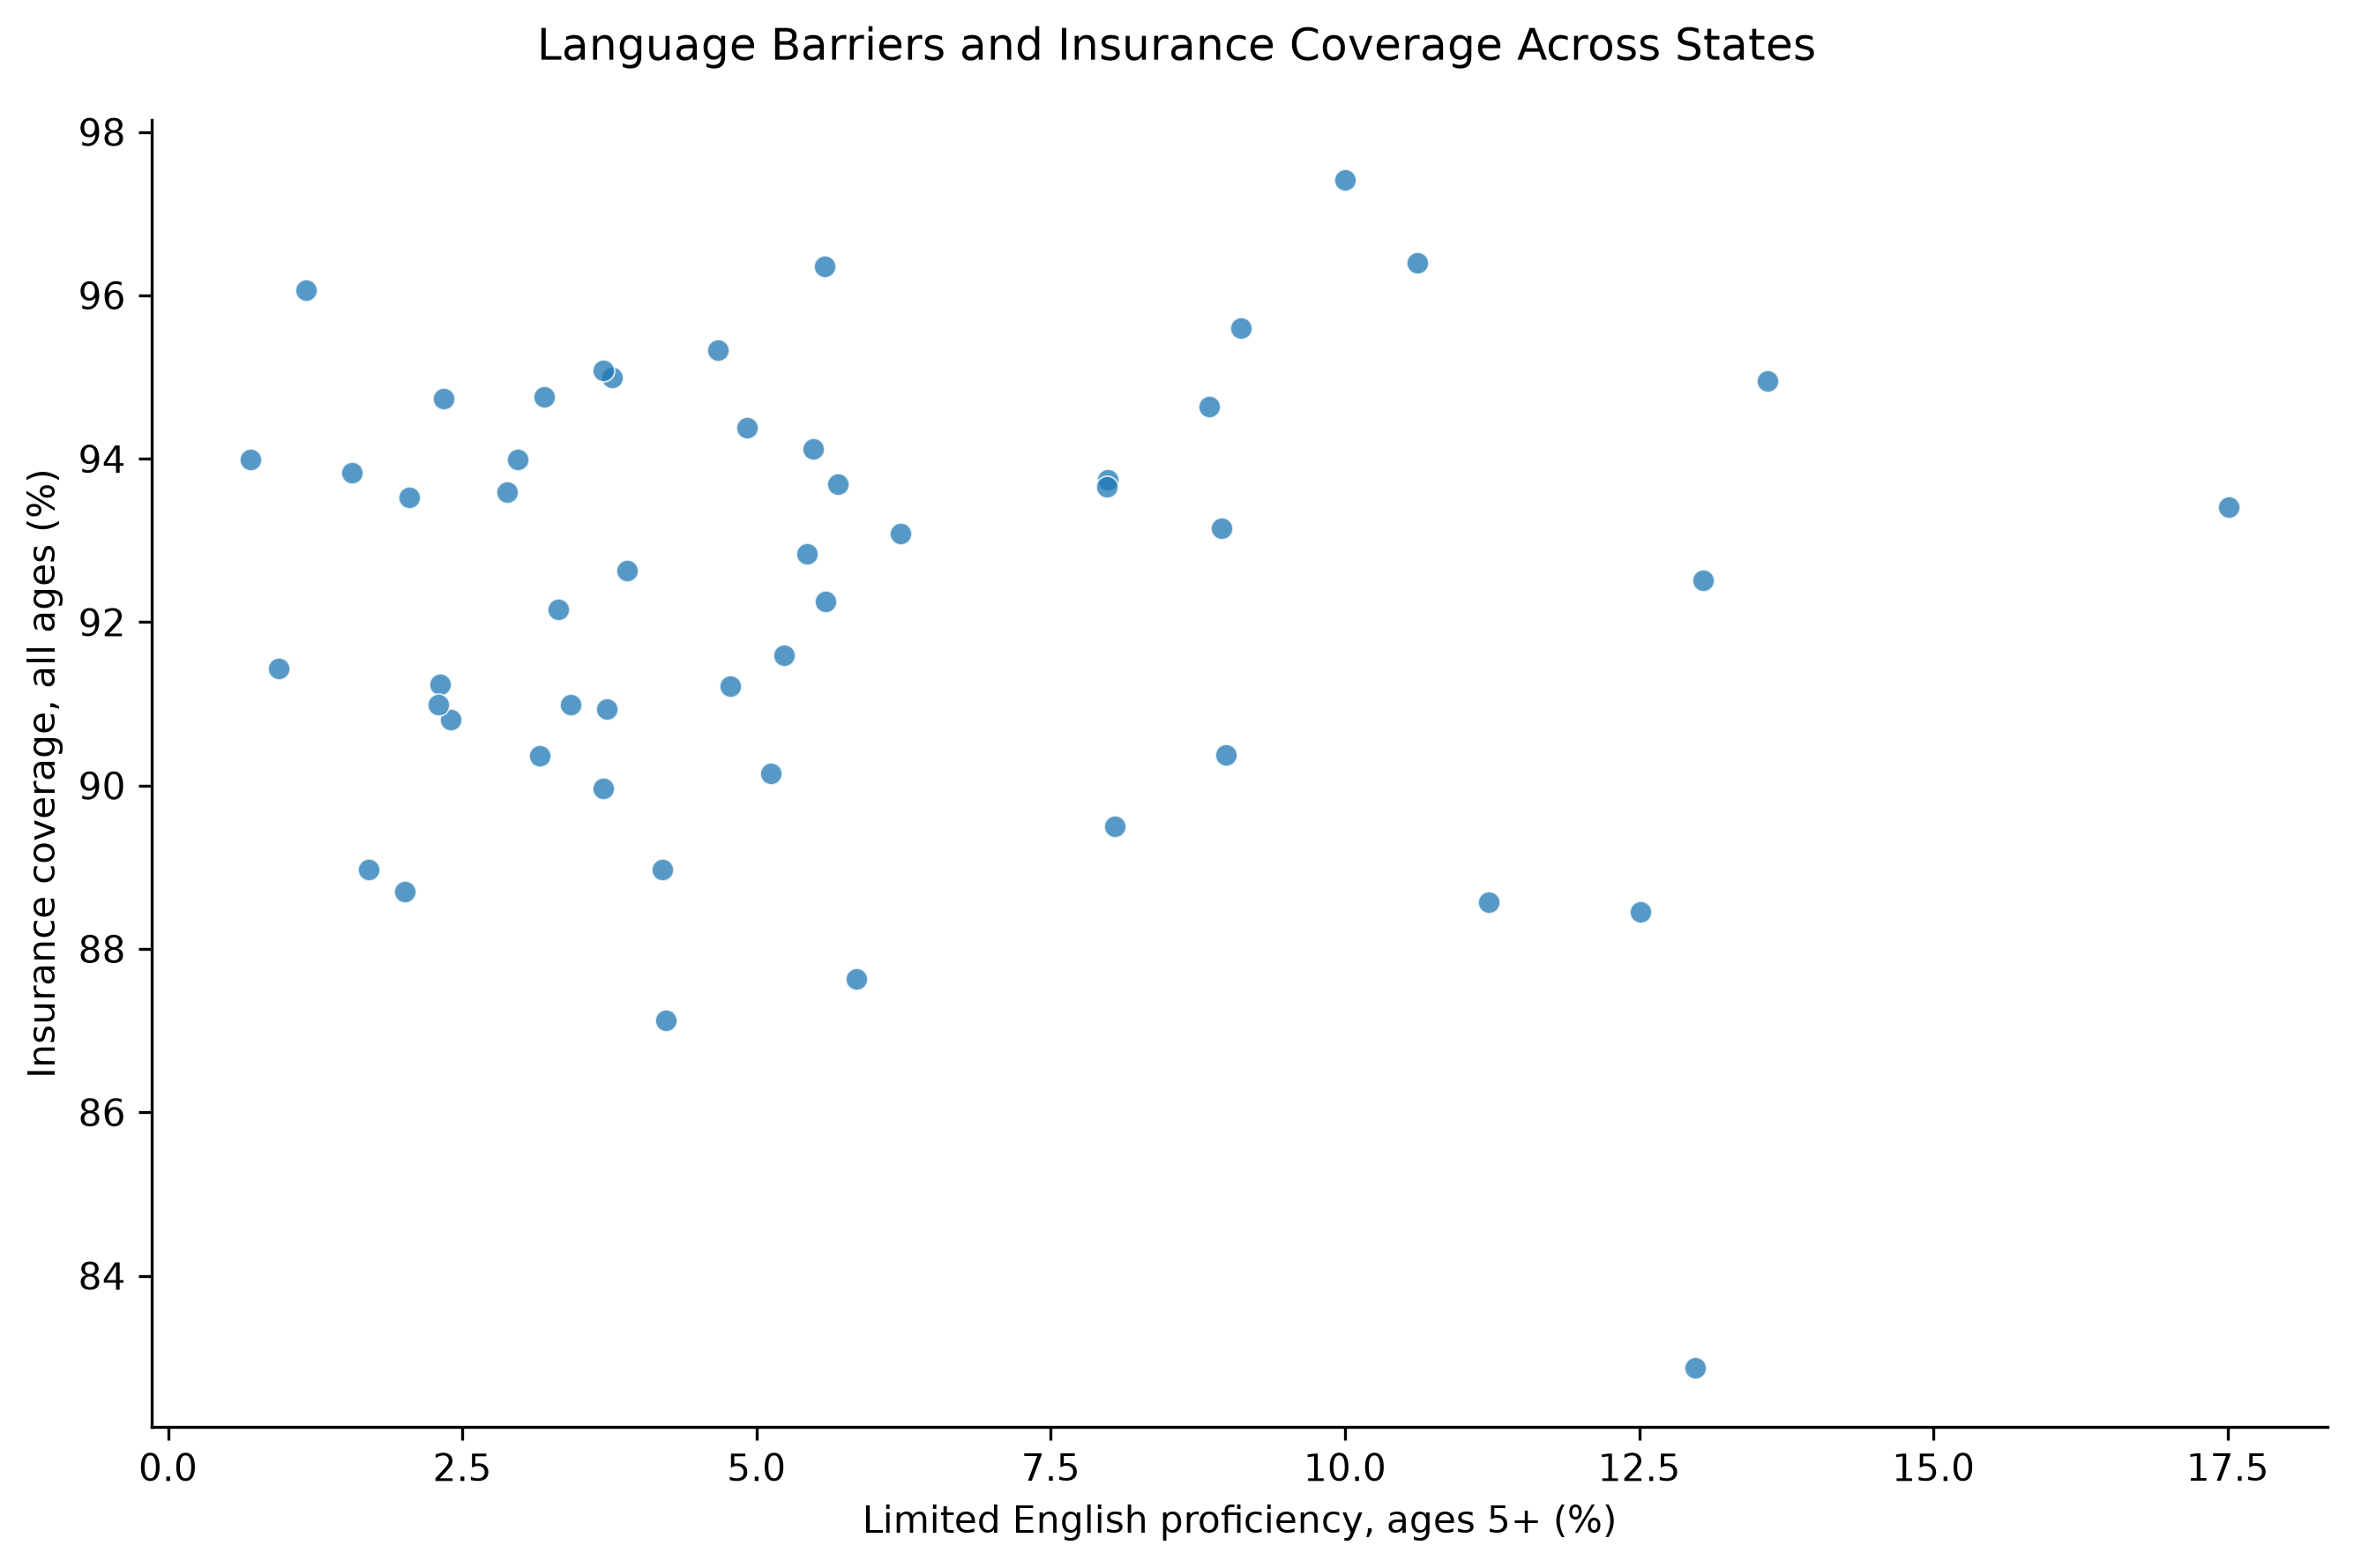 Language Barriers and Insurance Coverage Across States
98
96
94
92
90
88
86
84
Insurance coverage, all ages (%)
0.0 2.5 5.0 7.5 10.0 12.5 15.0 17.5
Limited English proficiency, ages 5+ (%)